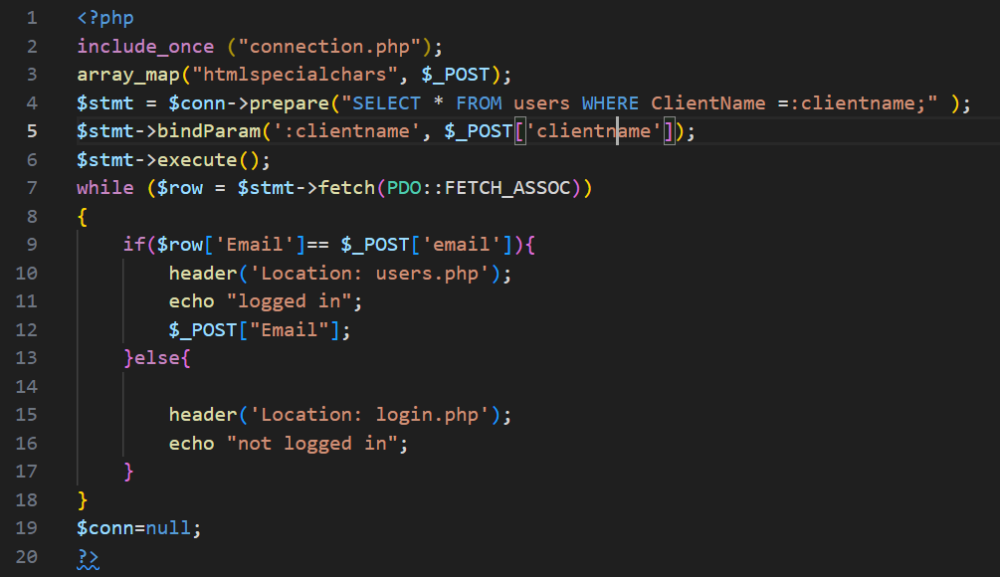 1 <?php
2 include_once ("connection.php");
3 array_map("htmlspecialchars", $_POST);
4 $stmt = $conn->prepare("SELECT * FROM users WHERE ClientName =:clientname;" );
5 $stmt->bindParam(':clientname', $_POST['clientname']);
6 $stmt->execute();
7 while ($row = $stmt->fetch(PDO::FETCH_ASSOC))
8 {
9     if($row['Email']== $_POST['email']){
10         header('Location: users.php');
11         echo "logged in";
12         $_POST["Email"];
13     }else{
14
15         header('Location: login.php');
16         echo "not logged in";
17     }
18 }
19 $conn=null;
20 ?>